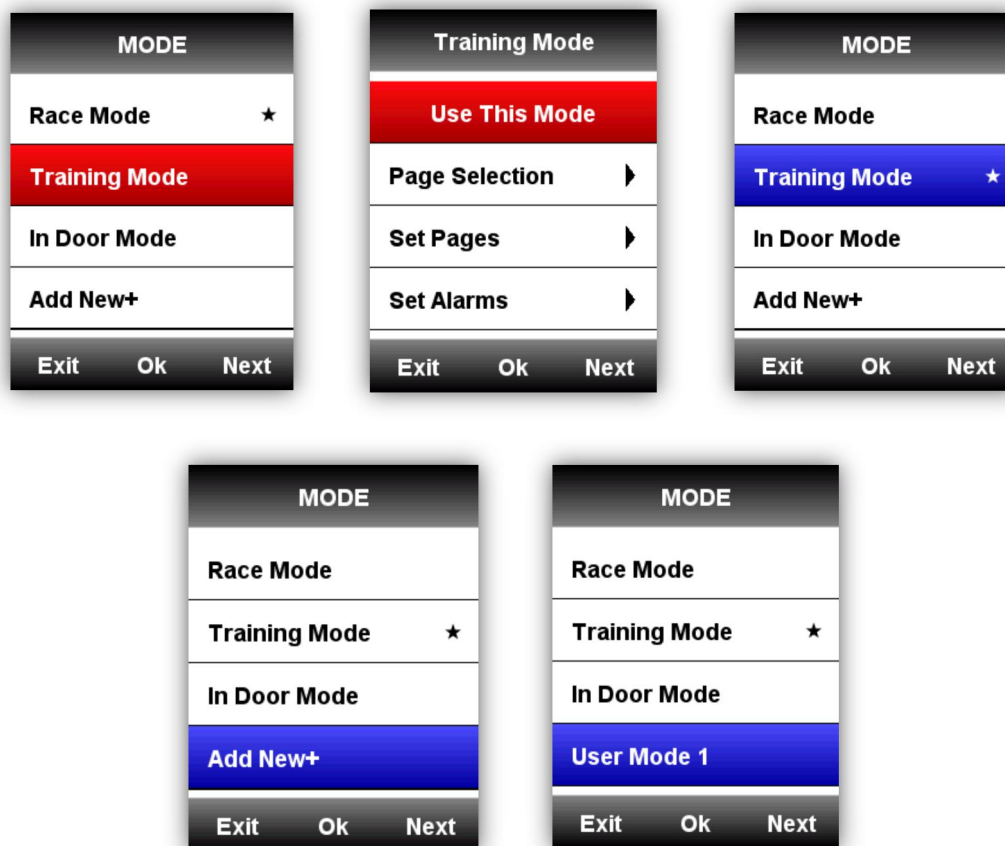 MODE
Race Mode ★
Training Mode
In Door Mode
Add New+
Exit Ok Next
Training Mode
Use This Mode
Page Selection
Set Pages
Set Alarms
Exit Ok Next
MODE
Race Mode
Training Mode ★
In Door Mode
Add New+
Exit Ok Next
MODE
Race Mode
Training Mode ★
In Door Mode
Add New+
Exit Ok Next
MODE
Race Mode
Training Mode ★
In Door Mode
User Mode 1
Exit Ok Next